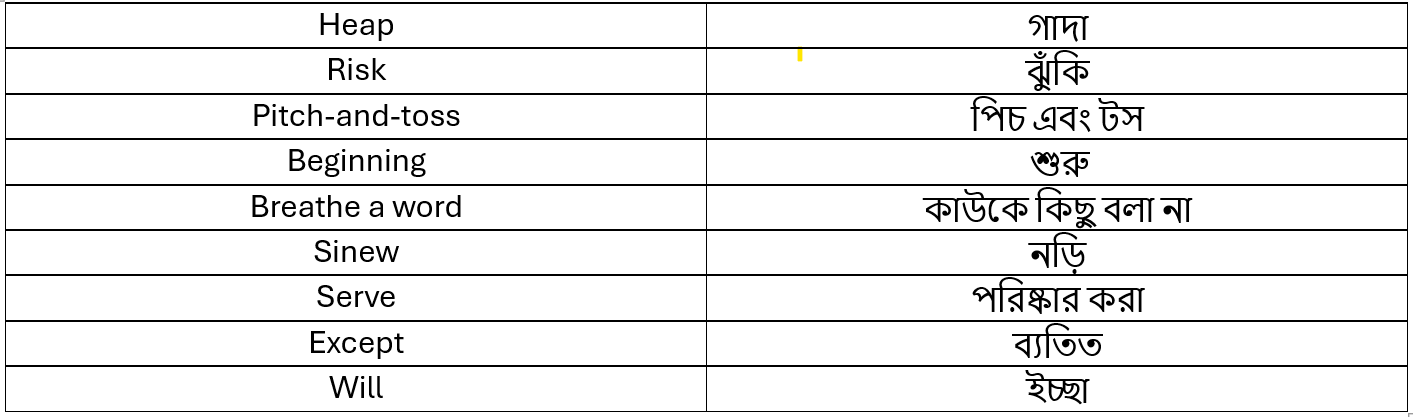 Heap গাদা
Risk ঝুঁকি
Pitch-and-toss পিচ এবং টস
Beginning শুরু
Breathe a word কাউকে কিছু বলা না
Sinew নড়ি
Serve পরিষ্কার করা
Except ব্যতিত
Will ইচ্ছা